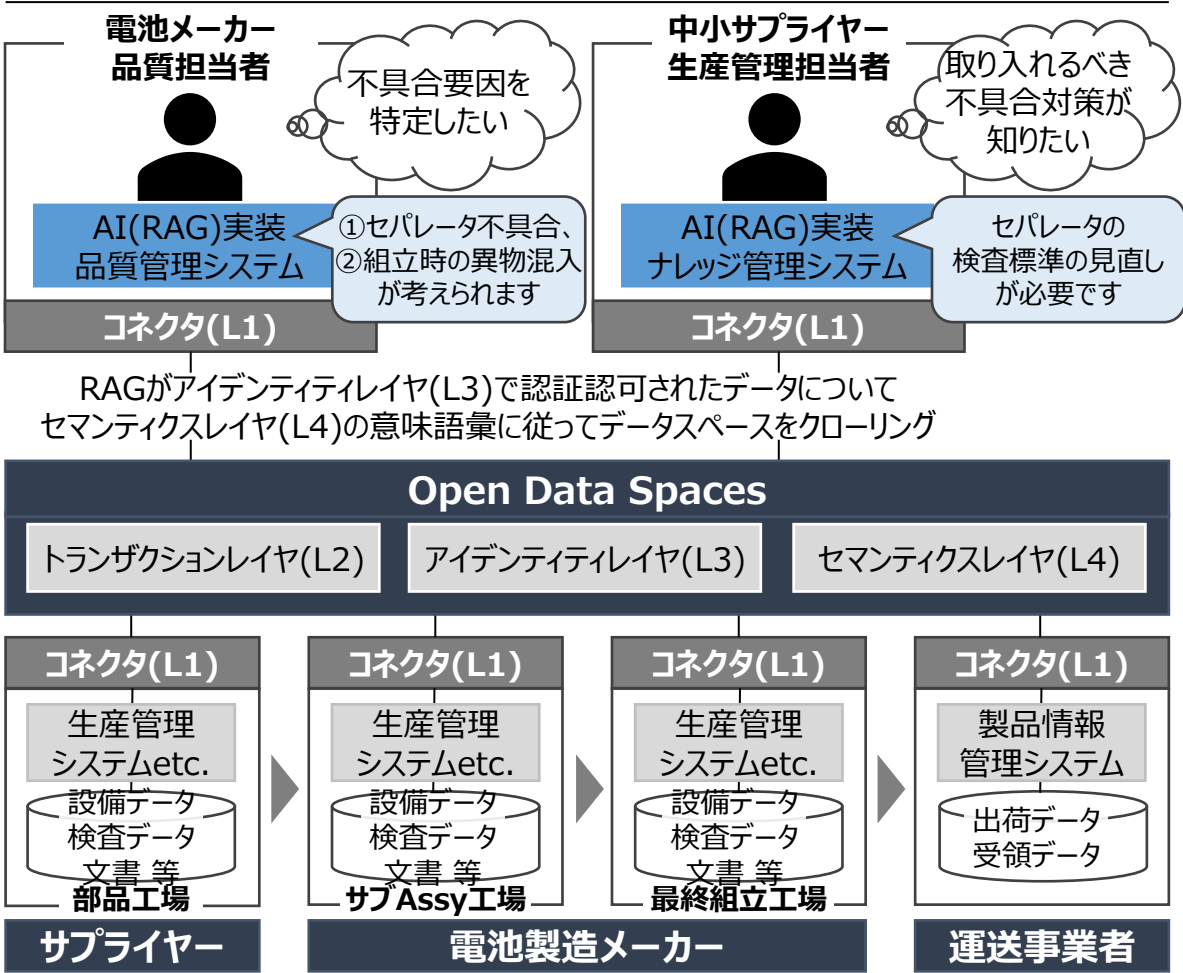 電池メーカー
品質担当者
不具合要因を
特定したい
AI(RAG)実装
品質管理システム
①セパレータ不具合、
②組立時の異物混入
が考えられます
コネクタ(L1)
中小サプライヤー
生産管理担当者
取り入れるべき
不具合対策が
知りたい
AI(RAG)実装
ナレッジ管理システム
セパレータの
検査標準の見直し
が必要です
コネクタ(L1)
RAGがアイデンティティレイヤ(L3)で認証認可されたデータについて
セマンティクスレイヤ(L4)の意味語彙に従ってデータスペースをクローリング
Open Data Spaces
トランザクションレイヤ(L2)
アイデンティティレイヤ(L3)
セマンティクスレイヤ(L4)
コネクタ(L1)
生産管理
システムetc.
設備データ
検査データ
文書 等
部品工場
コネクタ(L1)
生産管理
システムetc.
設備データ
検査データ
文書 等
サブAssy工場
コネクタ(L1)
生産管理
システムetc.
設備データ
検査データ
文書 等
最終組立工場
コネクタ(L1)
製品情報
管理システム
出荷データ
受領データ
サプライヤー
電池製造メーカー
運送事業者